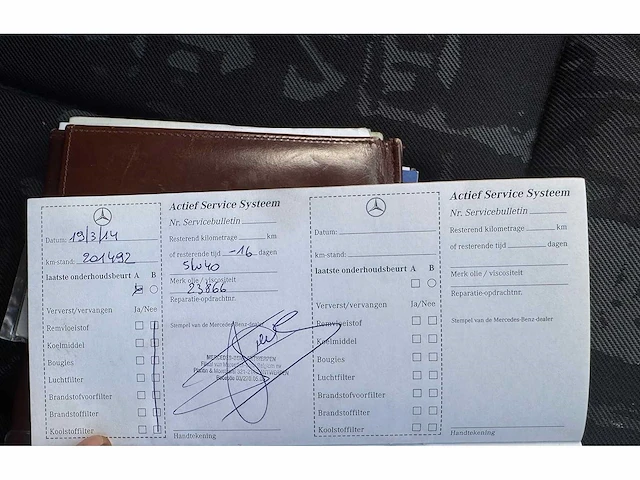 Datum: 19/3/14
km-stand: 201492
laatste onderhoudsbeurt A B
Ververst/vervangen Ja/Nee
Remvloeistof
Koelmiddel
Bougies
Luchtfilter
Brandstofvoorfilter
Brandstoffilter
Koolstoffilter
Actief Service Systeem
Nr. Servicebulletin
Resterend kilometrage km
of resterende tijd -16 dagen
5W40
Merk olie / viscositeit
23866
Reparatie-opdrachtnr.
Stempel van de Mercedes-Benz-dealer
Handtekening
Datum:
km-stand:
laatste onderhoudsbeurt A B
Ververst/vervangen Ja/Nee
Remvloeistof
Koelmiddel
Bougies
Luchtfilter
Brandstofvoorfilter
Brandstoffilter
Koolstoffilter
Actief Service Systeem
Nr. Servicebulletin
Resterend kilometrage km
of resterende tijd dagen
Merk olie / viscositeit
Reparatie-opdrachtnr.
Stempel van de Mercedes-Benz-dealer
Handtekening